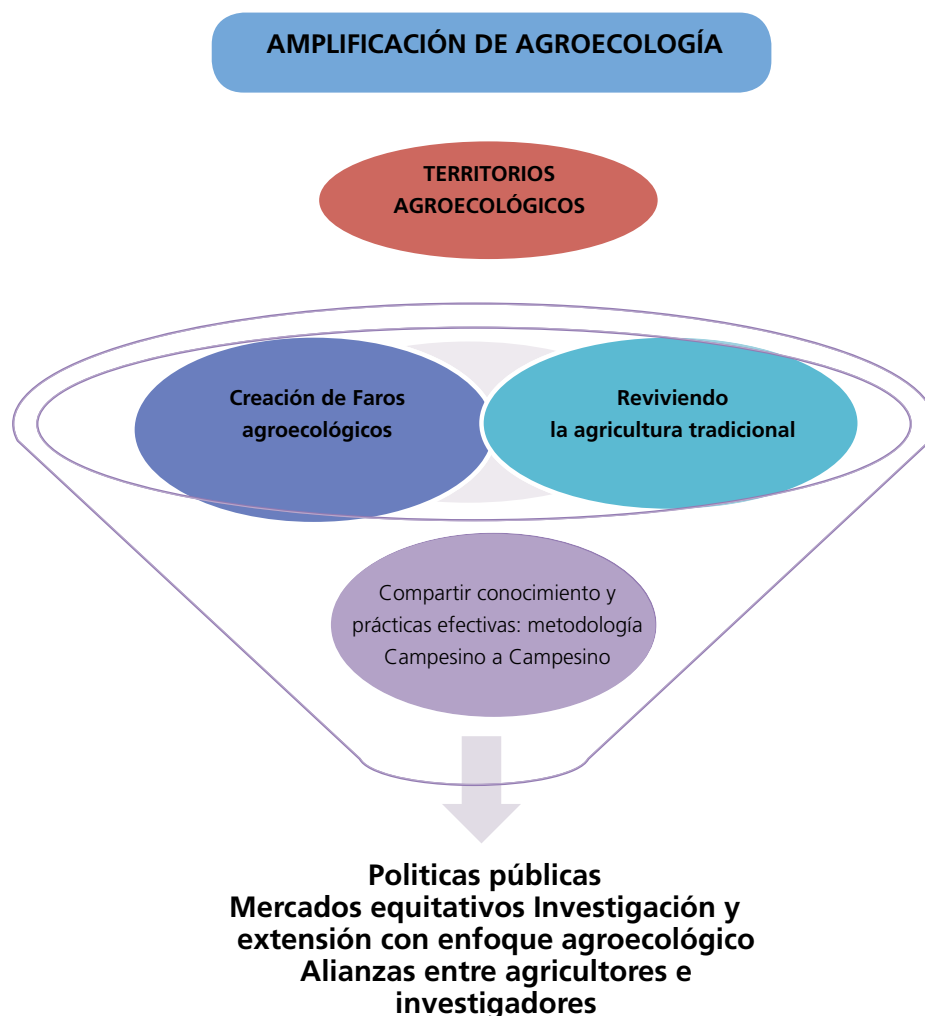 AMPLIFICACIÓN DE AGROECOLOGÍA
TERRITORIOS
AGROECOLÓGICOS
Creación de Faros
agroecológicos
Reviviendo
la agricultura tradicional
Compartir conocimiento y
prácticas efectivas: metodología
Campesino a Campesino
Politicas públicas
Mercados equitativos Investigación y
extensión con enfoque agroecológico
Alianzas entre agricultores e
investigadores